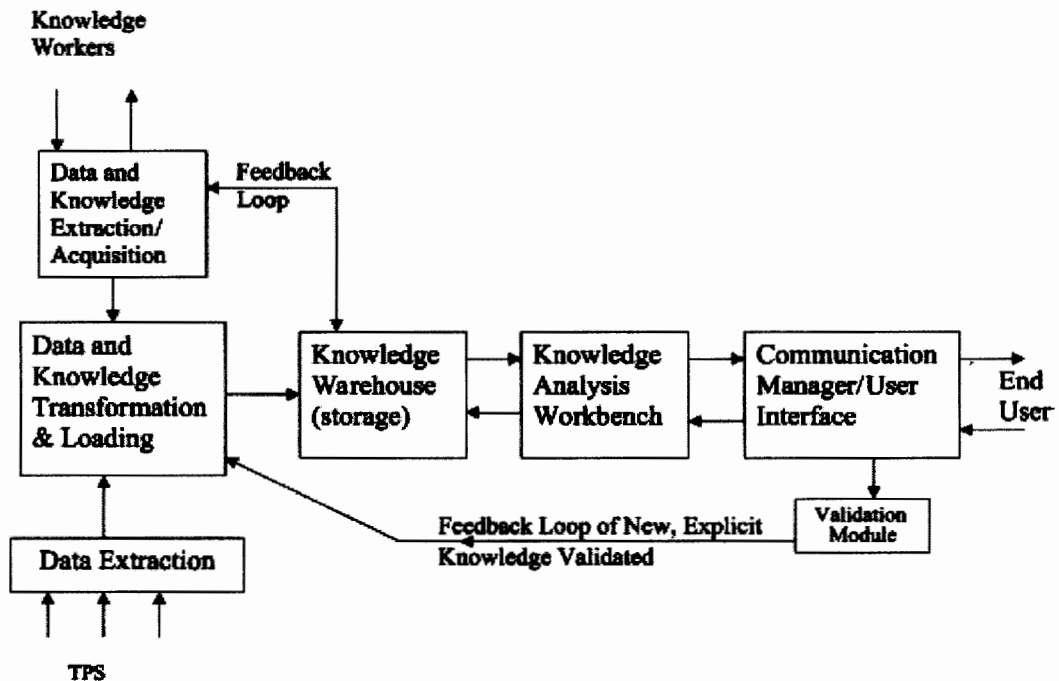 Knowledge
Workers
Data and
Knowledge
Extraction/
Acquisition
Feedback
Loop
Data and
Knowledge
Transformation
& Loading
Knowledge
Warehouse
(storage)
Knowledge
Analysis
Workbench
Communication
Manager/User
Interface
End
User
Validation
Module
Feedback Loop of New, Explicit
Knowledge Validated
Data Extraction
TPS